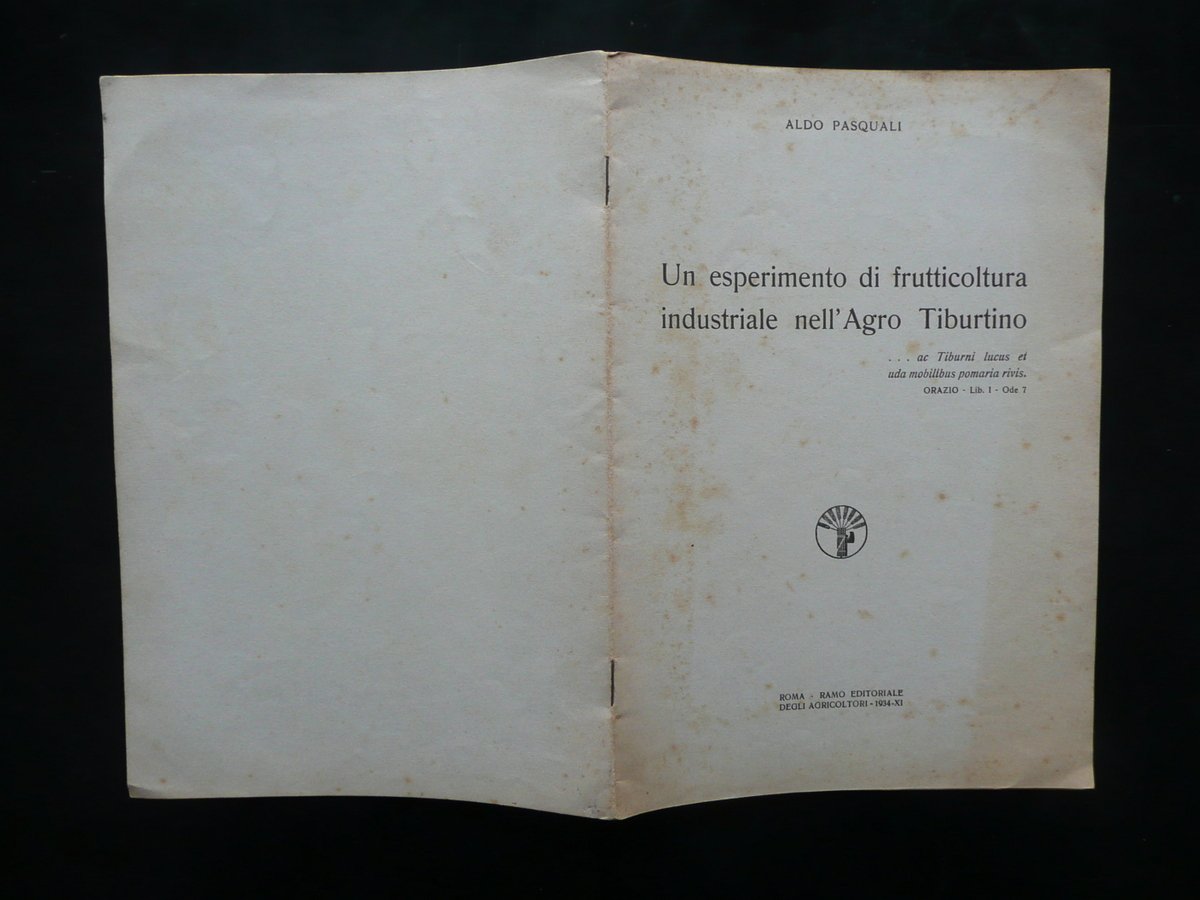 ALDO PASQUALI
Un esperimento di frutticoltura
industriale nell'Agro Tiburtino
. . . ac Tiburni lucus et
uda mobilibus pomaria rivis.
ORAZIO - Lib. I - Ode 7
ROMA - RAMO EDITORIALE
DEGLI AGRICOLTORI - 1934-XI